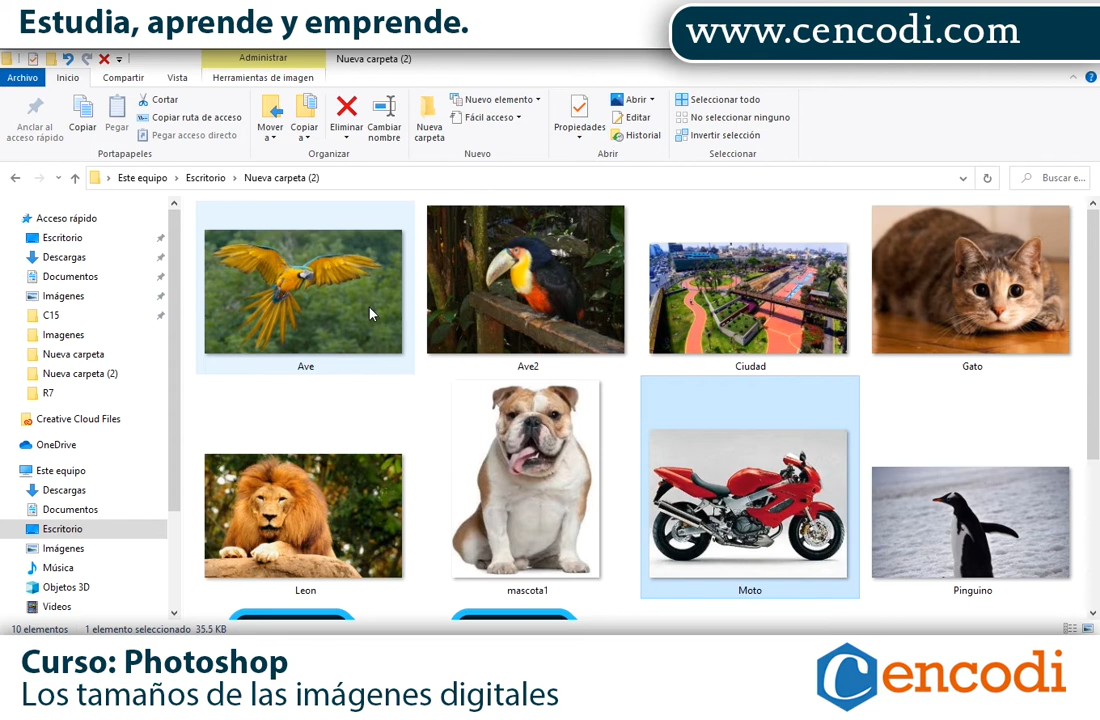 Estudia, aprende y emprende.
www.cencodi.com
Administrar
Nueva carpeta (2)
Archivo
Inicio
Compartir
Vista
Herramientas de imagen
Anclar al
acceso rápido
Copiar
Pegar
Cortar
Copiar ruta de acceso
Pegar acceso directo
Portapapeles
Mover
a
Copiar
a
Eliminar
Cambiar
nombre
Organizar
Nueva
carpeta
Nuevo elemento
Fácil acceso
Nuevo
Propiedades
Abrir
Editar
Historial
Abrir
Seleccionar todo
No seleccionar ninguno
Invertir selección
Seleccionar
Este equipo › Escritorio › Nueva carpeta (2)
Buscar e...
Acceso rápido
Escritorio
Descargas
Documentos
Imágenes
C15
Imagenes
Nueva carpeta
Nueva carpeta (2)
R7
Creative Cloud Files
OneDrive
Este equipo
Descargas
Documentos
Escritorio
Imágenes
Música
Objetos 3D
Videos
Ave
Ave2
Ciudad
Gato
Leon
mascota1
Moto
Pinguino
10 elementos
1 elemento seleccionado 35.5 KB
Curso: Photoshop
Los tamaños de las imágenes digitales
Cencodi